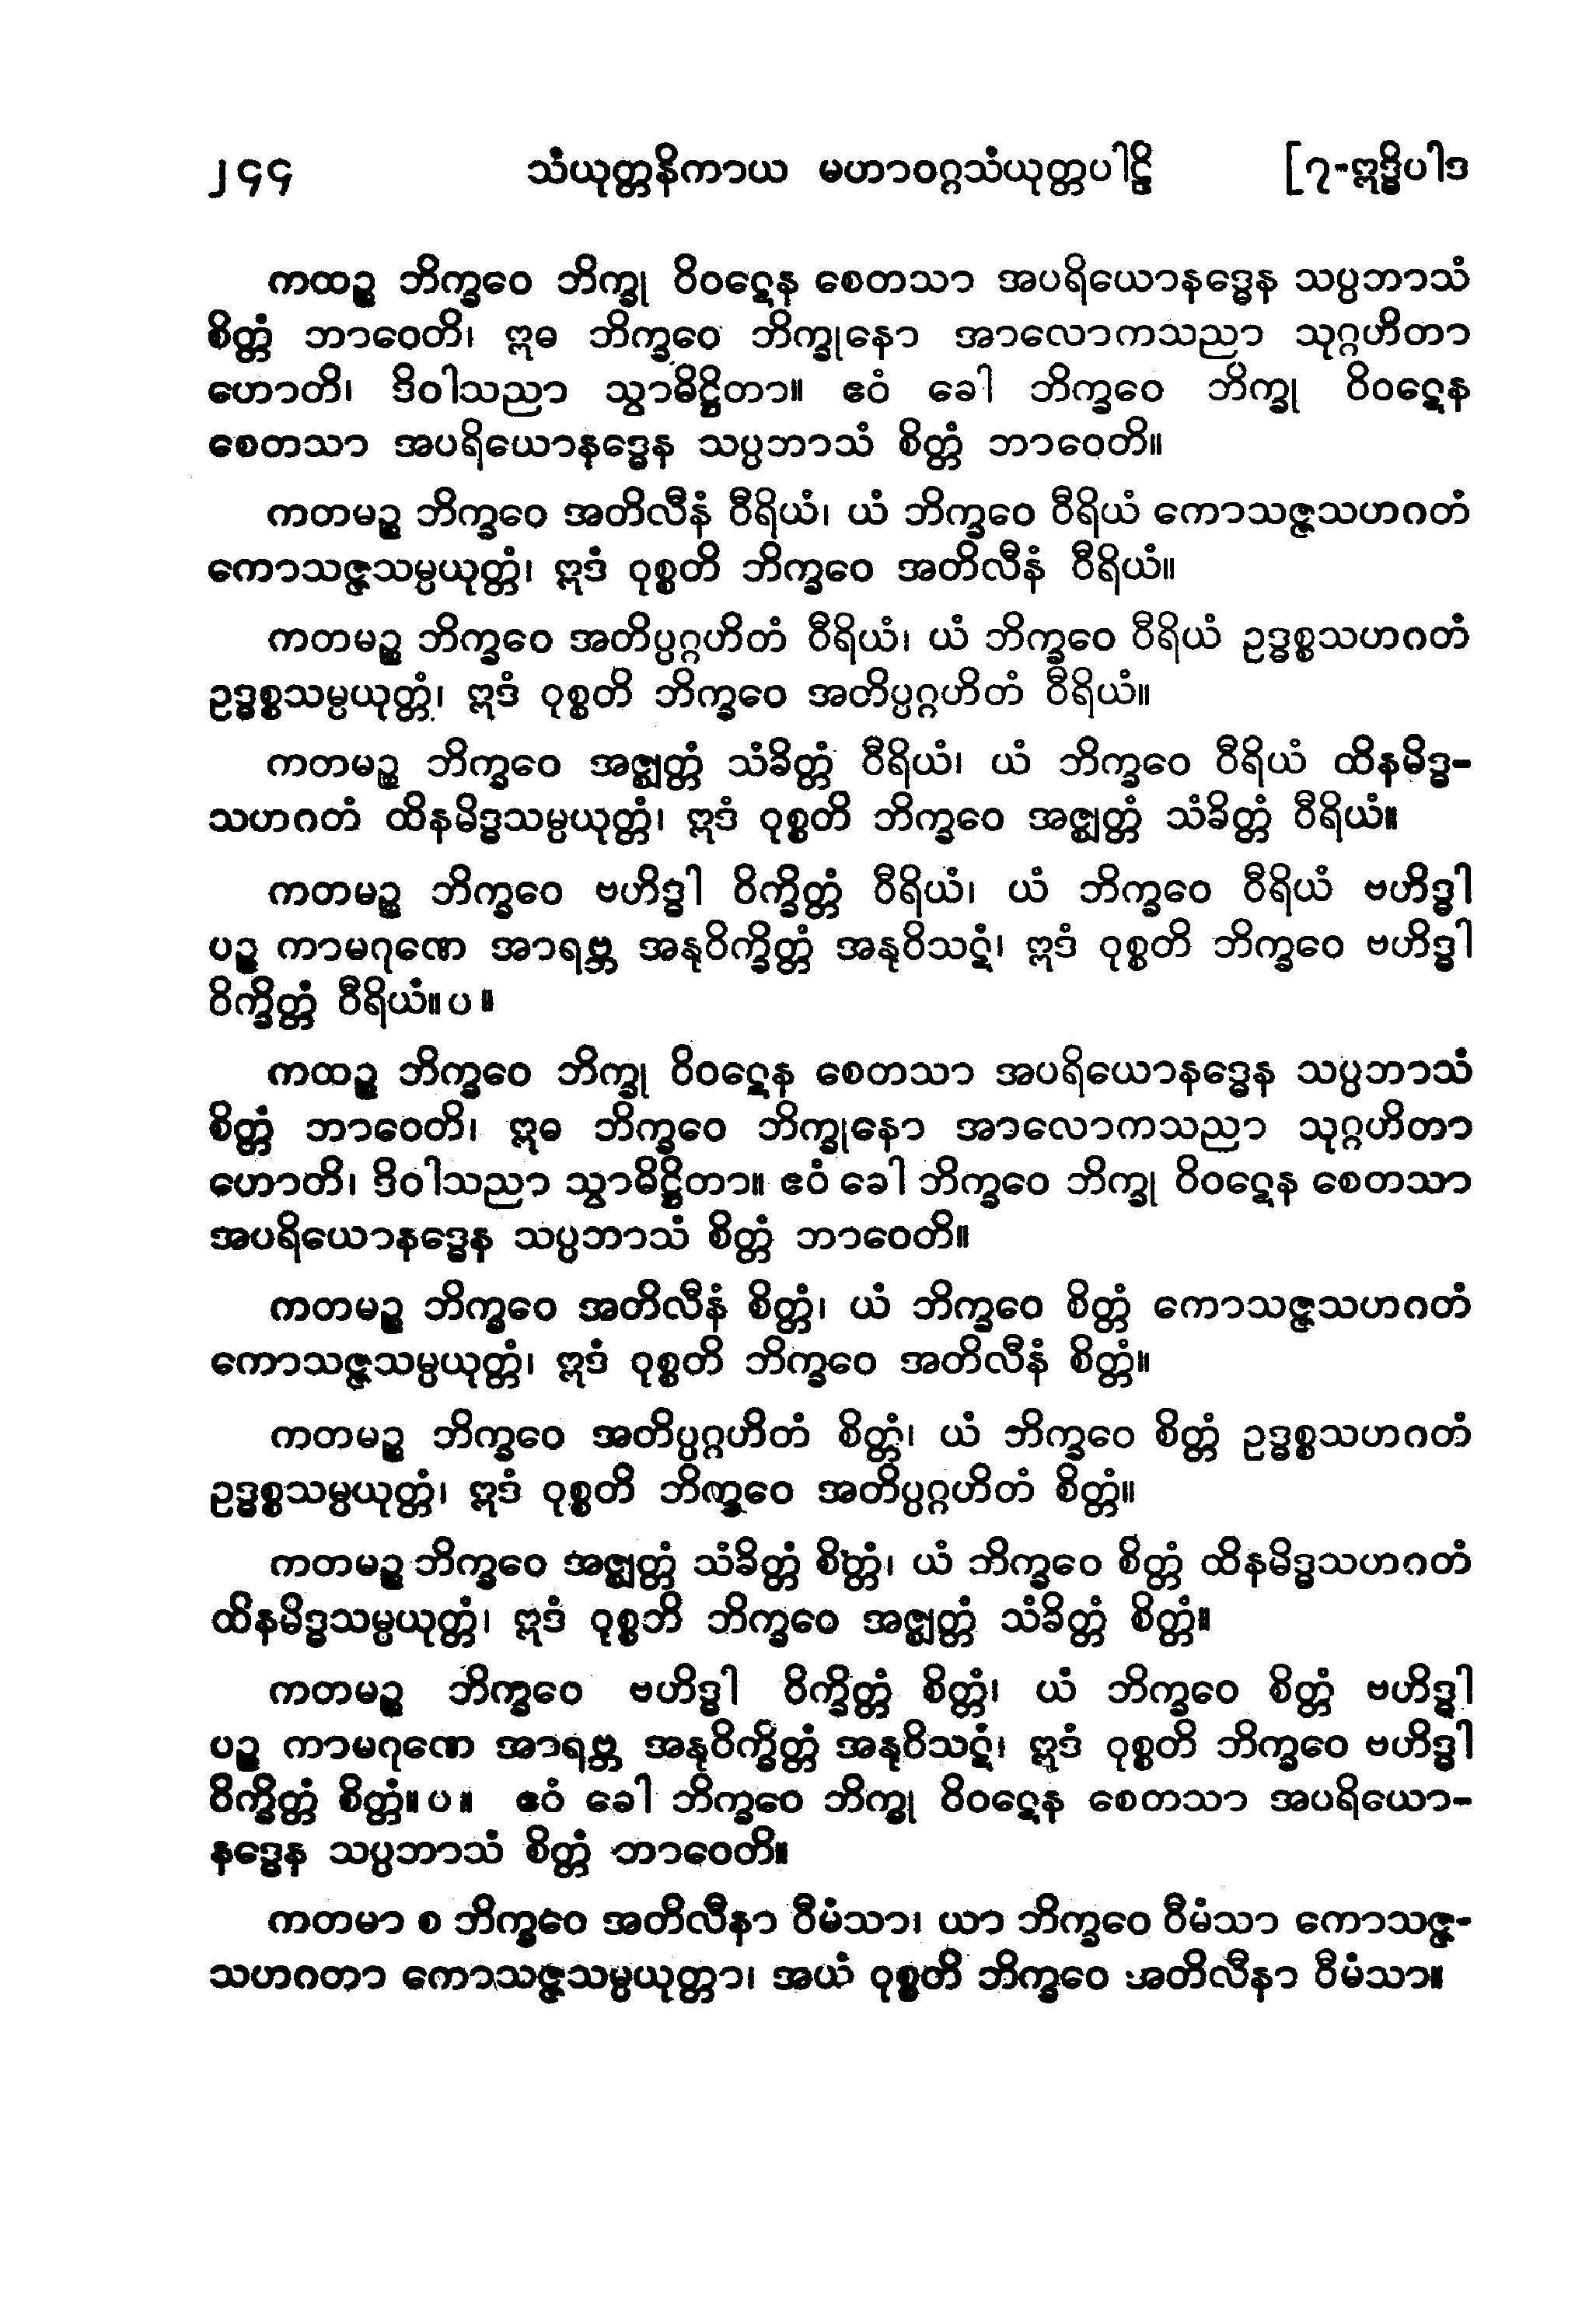 ၂၄၄ သံယုတ္တနိကာယ မဟာဝဂ္ဂသံယုတ္တပါဠိ [၇-ဣဒ္ဓိပါဒ
ကထဉ္စ ဘိက္ခဝေ ဘိက္ခု ဝိဝဋေန စေတသာ အပရိယောနဒ္ဓေန သပ္ပဘာသံ
စိတ္တံ ဘာဝေတိ၊ ဣဓ ဘိက္ခဝေ ဘိက္ခုနော အာလောကသညာ သုဂ္ဂဟိတာ
ဟောတိ၊ ဒိဝါသညာ သွာဓိဋ္ဌိတာ။ ဧဝံ ခေါ ဘိက္ခဝေ ဘိက္ခု ဝိဝဋေန
စေတသာ အပရိယောနဒ္ဓေန သပ္ပဘာသံ စိတ္တံ ဘာဝေတိ။
ကတမဉ္စ ဘိက္ခဝေ အတိလီနံ ဝီရိယံ၊ ယံ ဘိက္ခဝေ ဝီရိယံ ကောသဇ္ဇသဟဂတံ
ကောသဇ္ဇသမ္ပယုတ္တံ၊ ဣဒံ ဝုစ္စတိ ဘိက္ခဝေ အတိလီနံ ဝီရိယံ။
ကတမဉ္စ ဘိက္ခဝေ အတိပ္ပဂ္ဂဟိတံ ဝီရိယံ၊ ယံ ဘိက္ခဝေ ဝီရိယံ ဥဒ္ဓစ္စသဟဂတံ
ဥဒ္ဓစ္စသမ္ပယုတ္တံ၊ ဣဒံ ဝုစ္စတိ ဘိက္ခဝေ အတိပ္ပဂ္ဂဟိတံ ဝီရိယံ။
ကတမဉ္စ ဘိက္ခဝေ အဇ္ဈတ္တံ သံခိတ္တံ ဝီရိယံ၊ ယံ ဘိက္ခဝေ ဝီရိယံ ထိနမိဒ္ဓ-
သဟဂတံ ထိနမိဒ္ဓသမ္ပယုတ္တံ၊ ဣဒံ ဝုစ္စတိ ဘိက္ခဝေ အဇ္ဈတ္တံ သံခိတ္တံ ဝီရိယံ။
ကတမဉ္စ ဘိက္ခဝေ ဗဟိဒ္ဓါ ဝိက္ခိတ္တံ ဝီရိယံ၊ ယံ ဘိက္ခဝေ ဝီရိယံ ဗဟိဒ္ဓါ
ပဉ္စ ကာမဂုဏေ အာရဗ္ဘ အနုဝိက္ခိတ္တံ အနုဝိသဋံ၊ ဣဒံ ဝုစ္စတိ ဘိက္ခဝေ ဗဟိဒ္ဓါ
ဝိက္ခိတ္တံ ဝီရိယံ။ပ။
ကထဉ္စ ဘိက္ခဝေ ဘိက္ခု ဝိဝဋေန စေတသာ အပရိယောနဒ္ဓေန သပ္ပဘာသံ
စိတ္တံ ဘာဝေတိ၊ ဣဓ ဘိက္ခဝေ ဘိက္ခုနော အာလောကသညာ သုဂ္ဂဟိတာ
ဟောတိ၊ ဒိဝါသညာ သွာဓိဋ္ဌိတာ။ ဧဝံ ခေါ ဘိက္ခဝေ ဘိက္ခု ဝိဝဋေန စေတသာ
အပရိယောနဒ္ဓေန သပ္ပဘာသံ စိတ္တံ ဘာဝေတိ။
ကတမဉ္စ ဘိက္ခဝေ အတိလီနံ စိတ္တံ၊ ယံ ဘိက္ခဝေ စိတ္တံ ကောသဇ္ဇသဟဂတံ
ကောသဇ္ဇသမ္ပယုတ္တံ၊ ဣဒံ ဝုစ္စတိ ဘိက္ခဝေ အတိလီနံ စိတ္တံ။
ကတမဉ္စ ဘိက္ခဝေ အတိပ္ပဂ္ဂဟိတံ စိတ္တံ၊ ယံ ဘိက္ခဝေ စိတ္တံ ဥဒ္ဓစ္စသဟဂတံ
ဥဒ္ဓစ္စသမ္ပယုတ္တံ၊ ဣဒံ ဝုစ္စတိ ဘိက္ခဝေ အတိပ္ပဂ္ဂဟိတံ စိတ္တံ။
ကတမဉ္စ ဘိက္ခဝေ အဇ္ဈတ္တံ သံခိတ္တံ စိတ္တံ၊ ယံ ဘိက္ခဝေ စိတ္တံ ထိနမိဒ္ဓသဟဂတံ
ထိနမိဒ္ဓသမ္ပယုတ္တံ၊ ဣဒံ ဝုစ္စဘိ ဘိက္ခဝေ အဇ္ဈတ္တံ သံခိတ္တံ စိတ္တံ။
ကတမဉ္စ ဘိက္ခဝေ ဗဟိဒ္ဓါ ဝိက္ခိတ္တံ စိတ္တံ၊ ယံ ဘိက္ခဝေ စိတ္တံ ဗဟိဒ္ဓါ
ပဉ္စ ကာမဂုဏေ အာရဗ္ဘ အနုဝိက္ခိတ္တံ အနုဝိသဋံ၊ ဣဒံ ဝုစ္စတိ ဘိက္ခဝေ ဗဟိဒ္ဓါ
ဝိက္ခိတ္တံ စိတ္တံ။ပ။ ဧဝံ ခေါ ဘိက္ခဝေ ဘိက္ခု ဝိဝဋေန စေတသာ အပရိယော-
နဒ္ဓေန သပ္ပဘာသံ စိတ္တံ ဘာဝေတိ။
ကတမာ စ ဘိက္ခဝေ အတိလီနာ ဝီမံသာ၊ ယာ ဘိက္ခဝေ ဝီမံသာ ကောသဇ္ဇ-
သဟဂတာ ကောသဇ္ဇသမ္ပယုတ္တာ၊ အယံ ဝုစ္စတိ ဘိက္ခဝေ အတိလီနာ ဝီမံသာ။